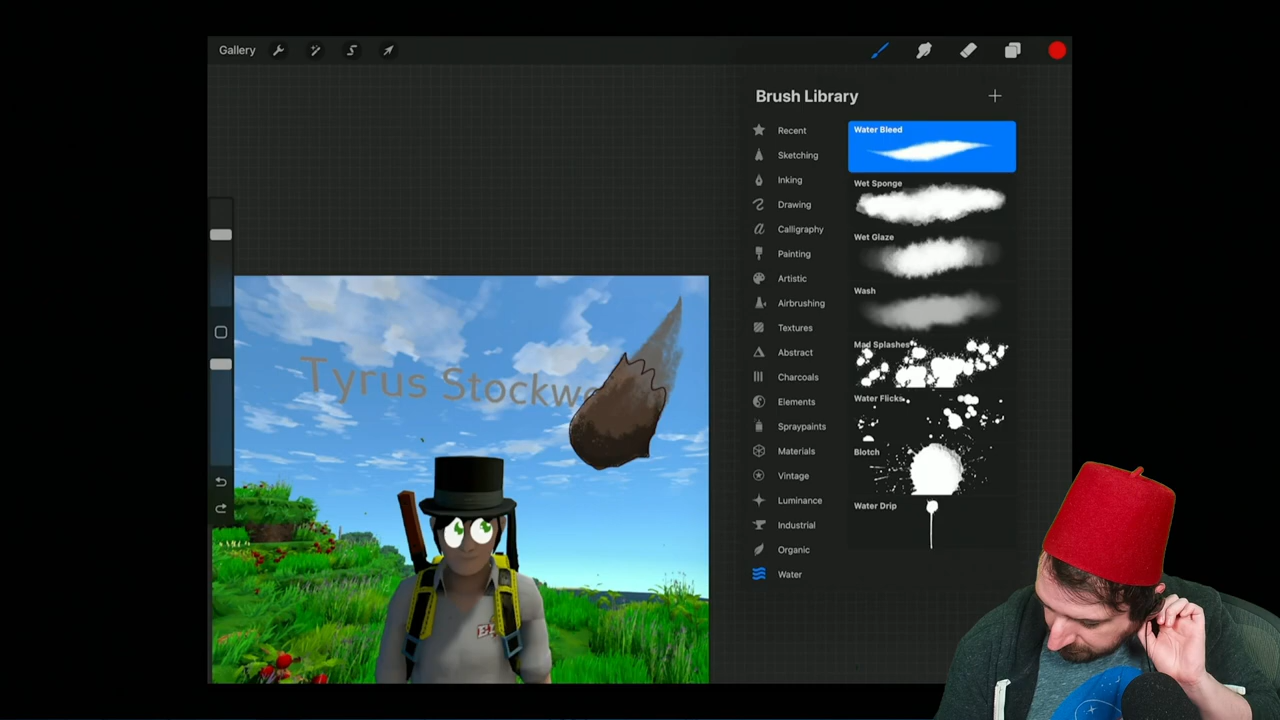 Gallery
Brush Library
Recent
Sketching
Inking
Drawing
Calligraphy
Painting
Artistic
Airbrushing
Textures
Abstract
Charcoals
Elements
Spraypaints
Materials
Vintage
Luminance
Industrial
Organic
Water
Water Bleed
Wet Sponge
Wet Glaze
Wash
Mad Splashes
Water Flicks
Blotch
Water Drip
Tyrus Stockw